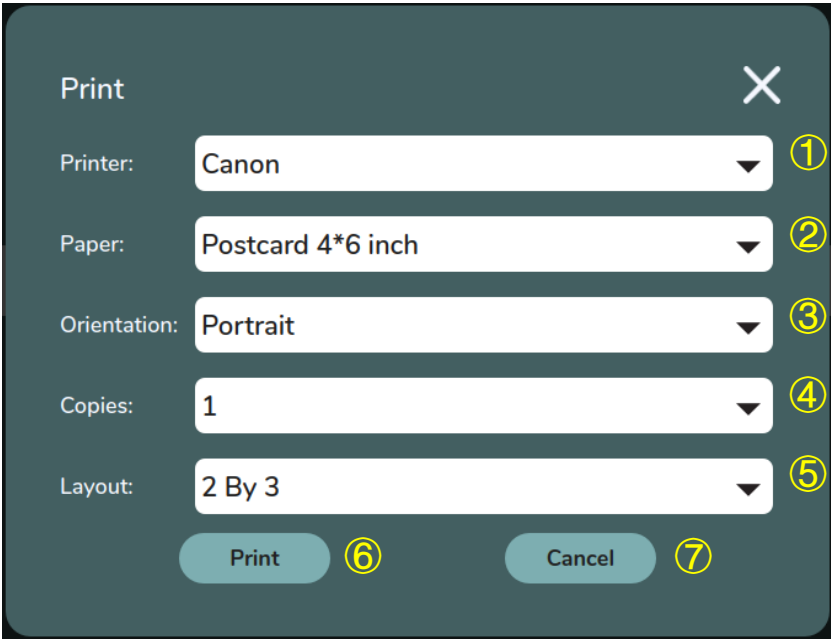 Print
Printer: Canon ①
Paper: Postcard 4*6 inch ②
Orientation: Portrait ③
Copies: 1 ④
Layout: 2 By 3 ⑤
Print ⑥ Cancel ⑦